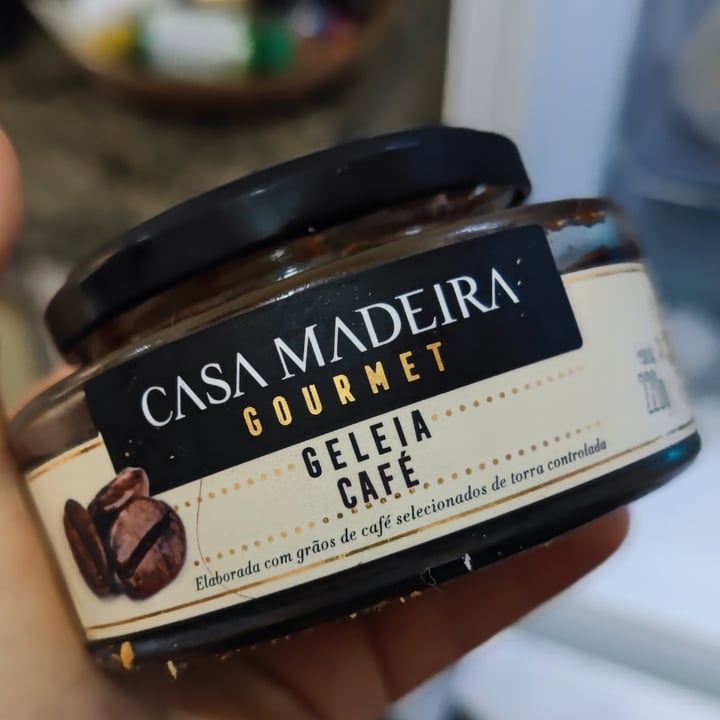 CASA MADEIRA
GOURMET
GELEIA
CAFÉ
Elaborada com grãos de café selecionados de torra controlada